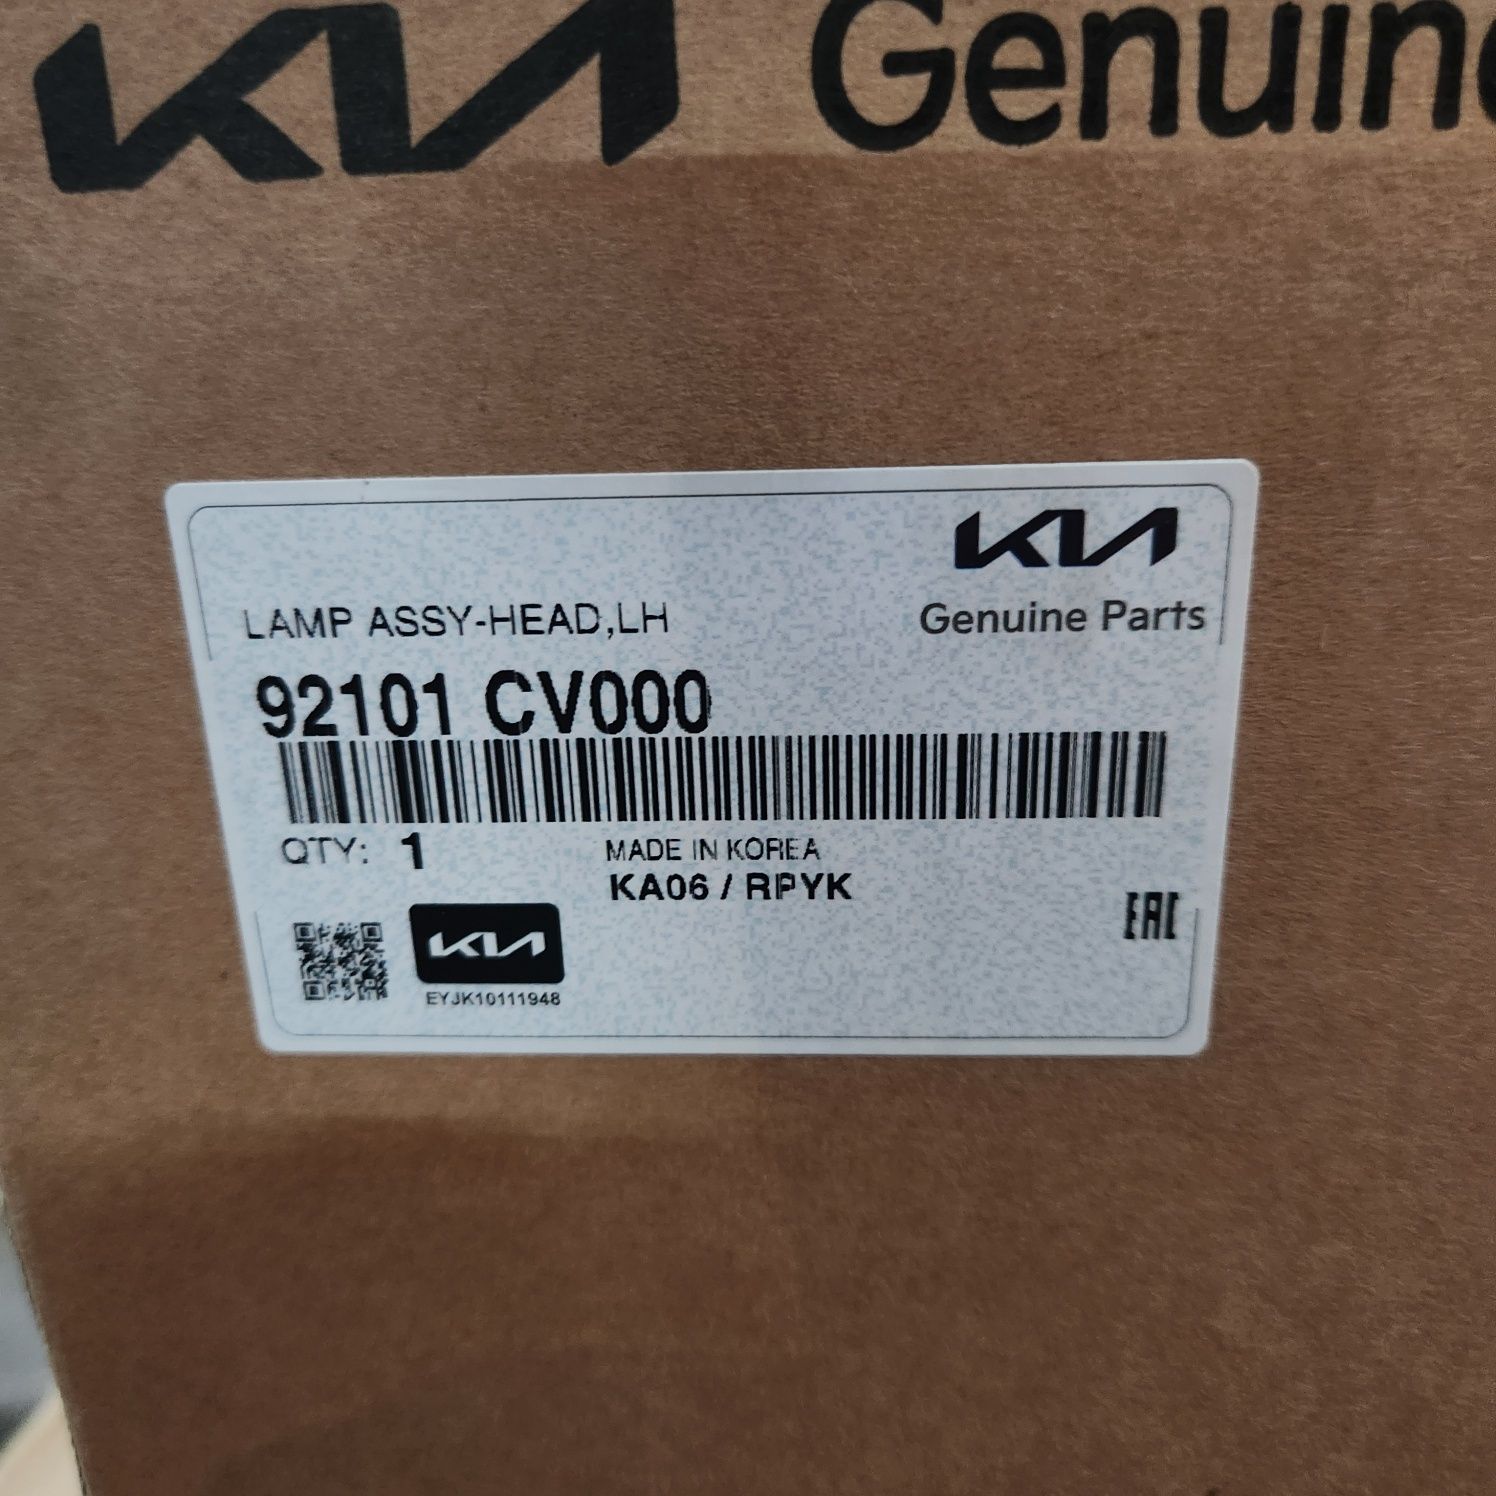 KIA Genuine
KIA
Genuine Parts
LAMP ASSY-HEAD,LH
92101 CV000
QTY: 1
MADE IN KOREA
KA06 / RPYK
EAC
KIA
EYJK10111948